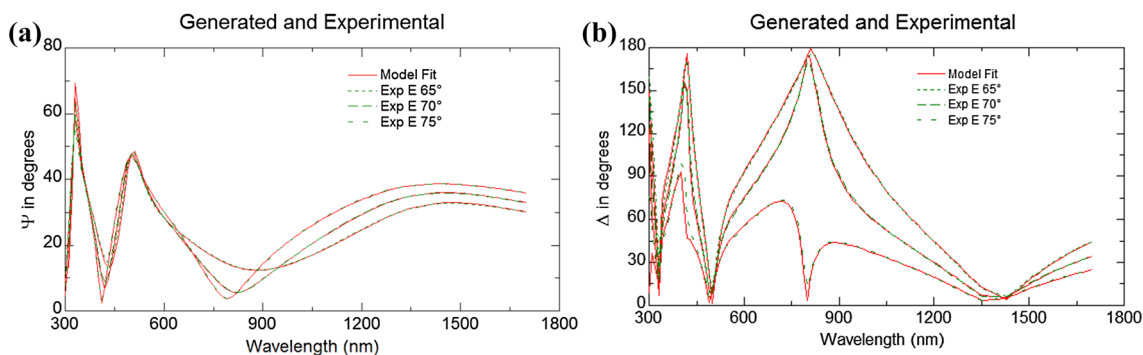 (a)
Generated and Experimental
Ψ in degrees
80
60
40
20
0
Model Fit
Exp E 65°
Exp E 70°
Exp E 75°
300 600 900 1200 1500 1800
Wavelength (nm)
(b)
Generated and Experimental
Δ in degrees
180
150
120
90
60
30
0
Model Fit
Exp E 65°
Exp E 70°
Exp E 75°
300 600 900 1200 1500 1800
Wavelength (nm)